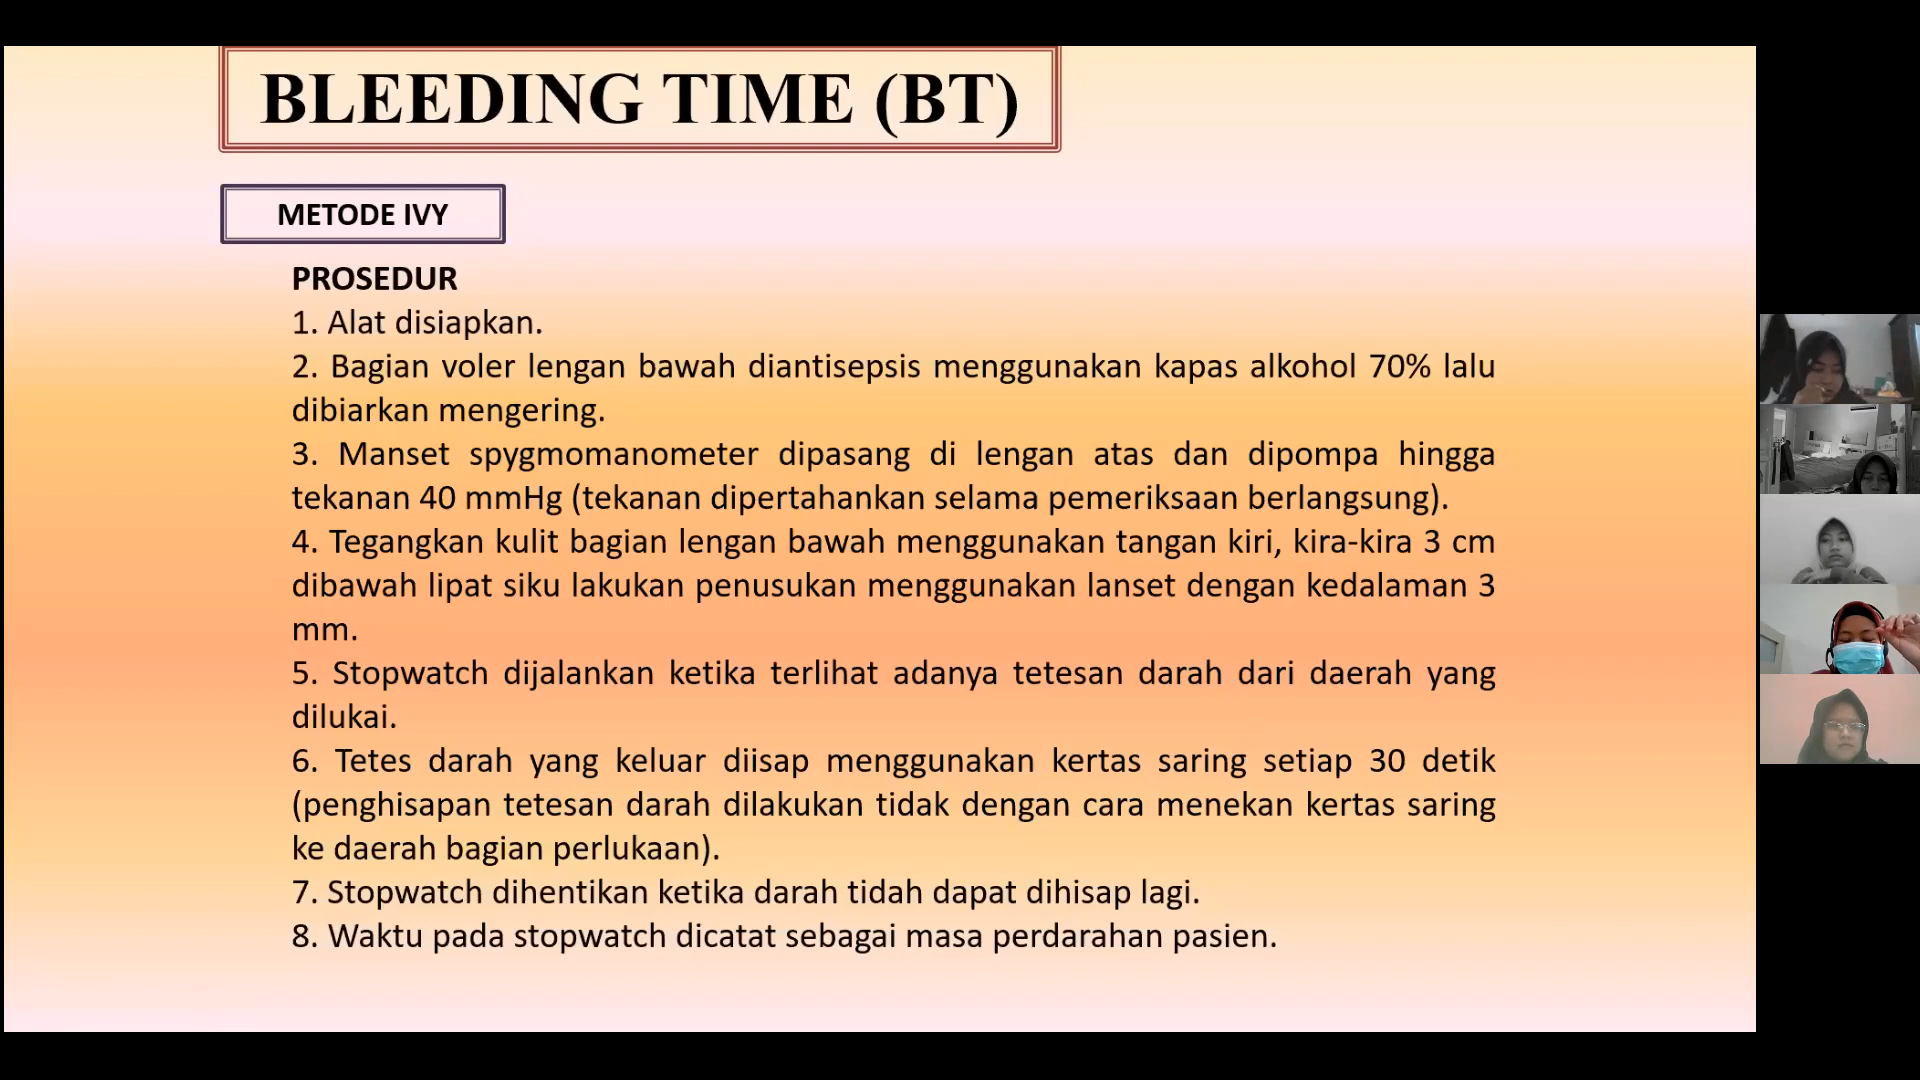 BLEEDING TIME (BT)
METODE IVY
PROSEDUR
1. Alat disiapkan.
2. Bagian voler lengan bawah diantisepsis menggunakan kapas alkohol 70% lalu
dibiarkan mengering.
3. Manset spygmomanometer dipasang di lengan atas dan dipompa hingga
tekanan 40 mmHg (tekanan dipertahankan selama pemeriksaan berlangsung).
4. Tegangkan kulit bagian lengan bawah menggunakan tangan kiri, kira-kira 3 cm
dibawah lipat siku lakukan penusukan menggunakan lanset dengan kedalaman 3
mm.
5. Stopwatch dijalankan ketika terlihat adanya tetesan darah dari daerah yang
dilukai.
6. Tetes darah yang keluar diisap menggunakan kertas saring setiap 30 detik
(penghisapan tetesan darah dilakukan tidak dengan cara menekan kertas saring
ke daerah bagian perlukaan).
7. Stopwatch dihentikan ketika darah tidah dapat dihisap lagi.
8. Waktu pada stopwatch dicatat sebagai masa perdarahan pasien.